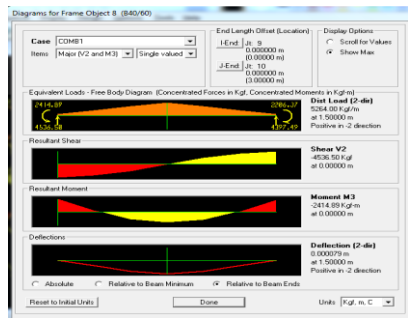 Diagrams for Frame Object 8 (B40/60)
Case COMB1
Items Major (V2 and M3) Single valued
End Length Offset (Location)
I-End: Jt: 9
0.000000 m
(0.00000 m)
J-End: Jt: 10
0.000000 m
(3.00000 m)
Display Options
Scroll for Values
Show Max
Equivalent Loads - Free Body Diagram (Concentrated Forces in Kgf, Concentrated Moments in Kgf-m)
2414.89
2206.37
4536.50
4397.49
Dist Load (2-dir)
5264.00 Kgf/m
at 1.50000 m
Positive in -2 direction
Resultant Shear
Shear V2
-4536.50 Kgf
at 0.00000 m
Resultant Moment
Moment M3
-2414.89 Kgf-m
at 0.00000 m
Deflections
Deflection (2-dir)
0.000079 m
at 1.50000 m
Positive in -2 direction
Absolute Relative to Beam Minimum Relative to Beam Ends
Reset to Initial Units Done Units Kgf, m, C